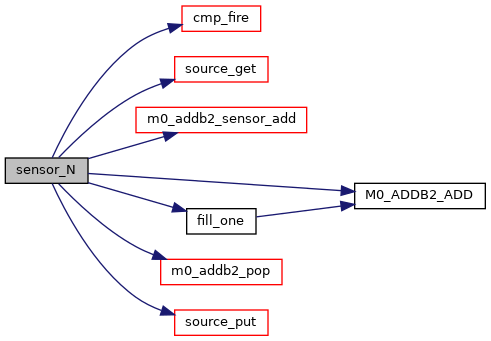 cmp_fire
source_get
m0_addb2_sensor_add
sensor_N
M0_ADDB2_ADD
fill_one
m0_addb2_pop
source_put